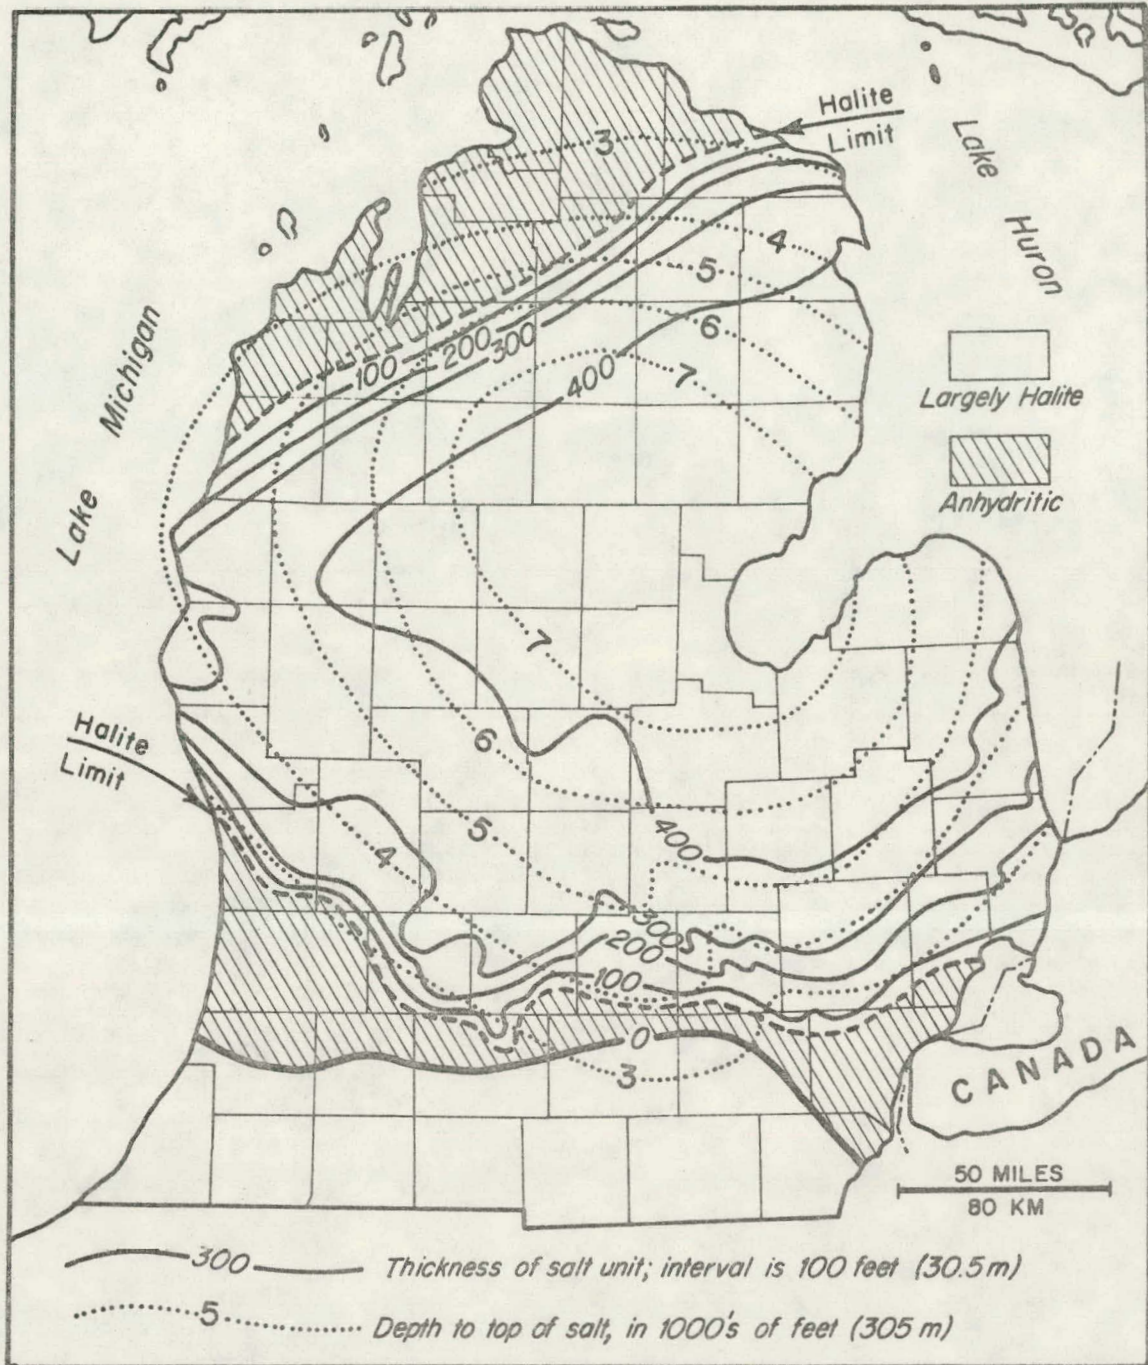 Halite
Limit
Lake
Huron
3
4
5
6
7
Lake Michigan
100
200
300
400
Largely Halite
Anhydritic
7
6
5
4
Halite
Limit
400
300
200
100
0
3
CANADA
50 MILES
80 KM
300 Thickness of salt unit; interval is 100 feet (30.5 m)
5 Depth to top of salt, in 1000's of feet (305 m)